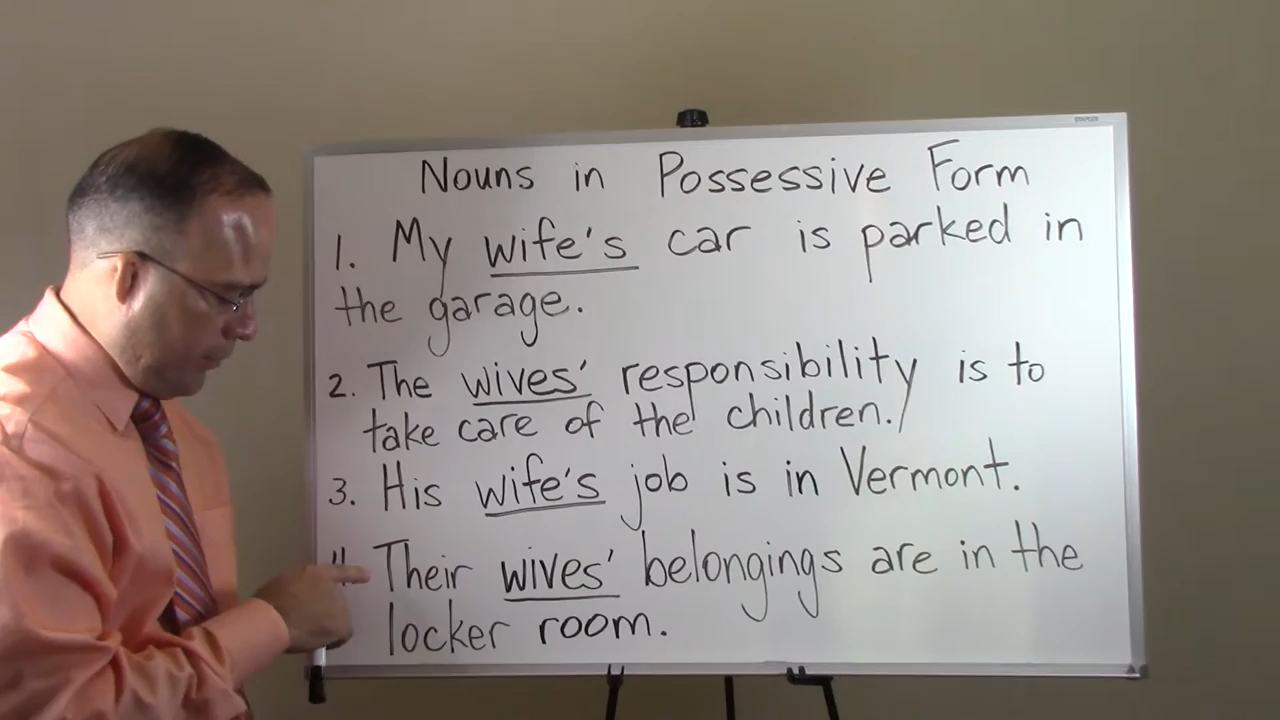 Nouns in Possessive Form
1. My wife's car is parked in
the garage.
2. The wives' responsibility is to
take care of the children.
3. His wife's job is in Vermont.
Their wives' belongings are in the
locker room.
STAPLES